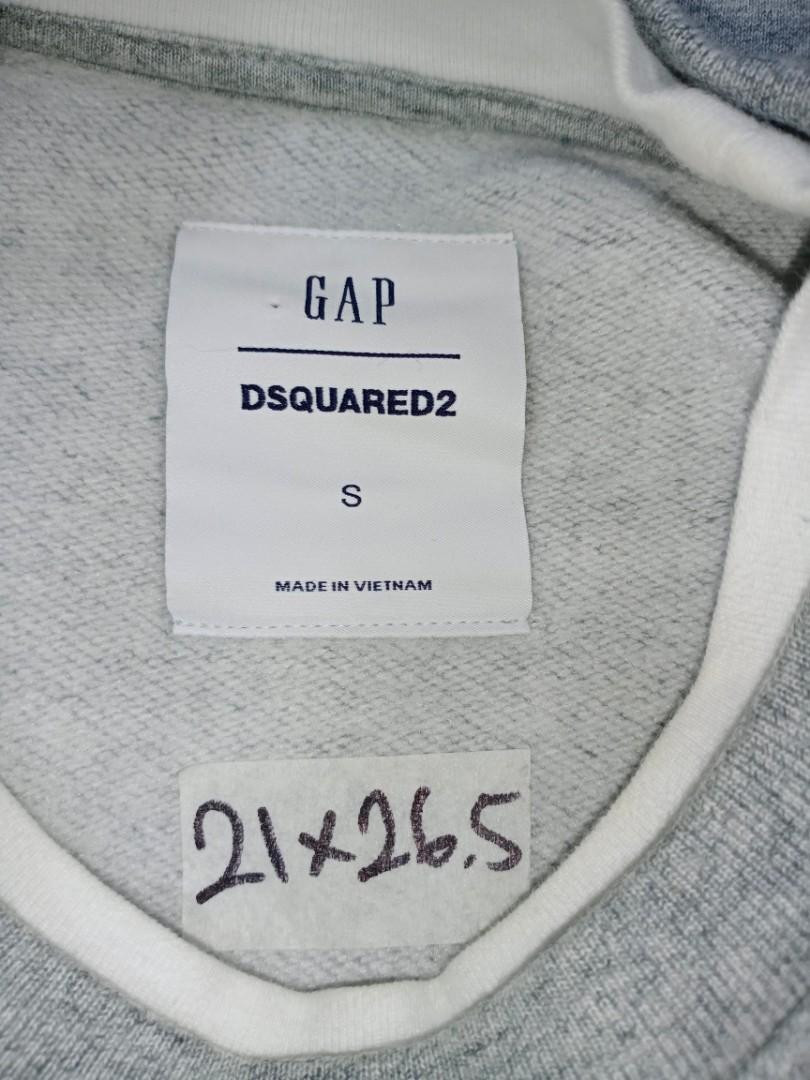 GAP
DSQUARED2
S
MADE IN VIETNAM
21x26.5